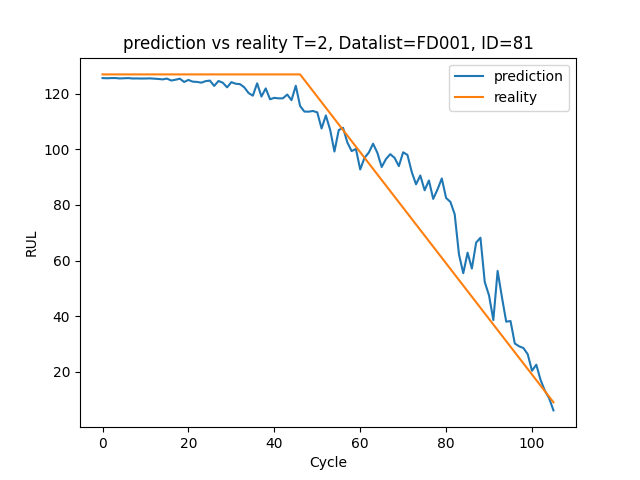 prediction vs reality T=2, Datalist=FD001, ID=81
prediction
reality
120
100
80
60
40
20
RUL
0 20 40 60 80 100
Cycle